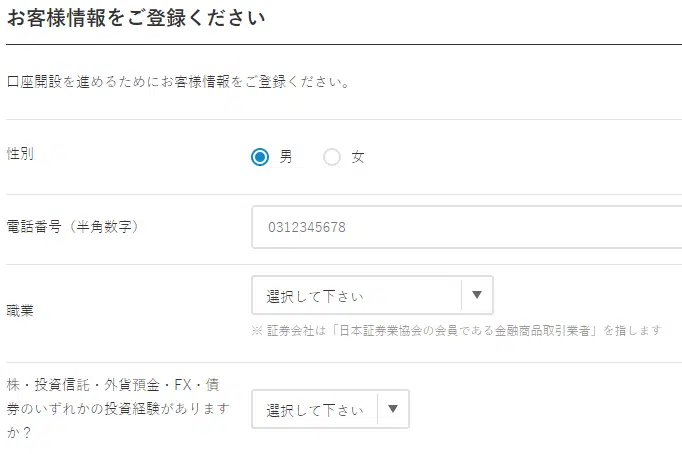 お客様情報をご登録ください
口座開設を進めるためにお客様情報をご登録ください。
性別
男
女
電話番号（半角数字）
0312345678
職業
選択して下さい
※ 証券会社は「日本証券業協会の会員である金融商品取引業者」を指します
株・投資信託・外貨預金・FX・債
券のいずれかの投資経験があります
か？
選択して下さい